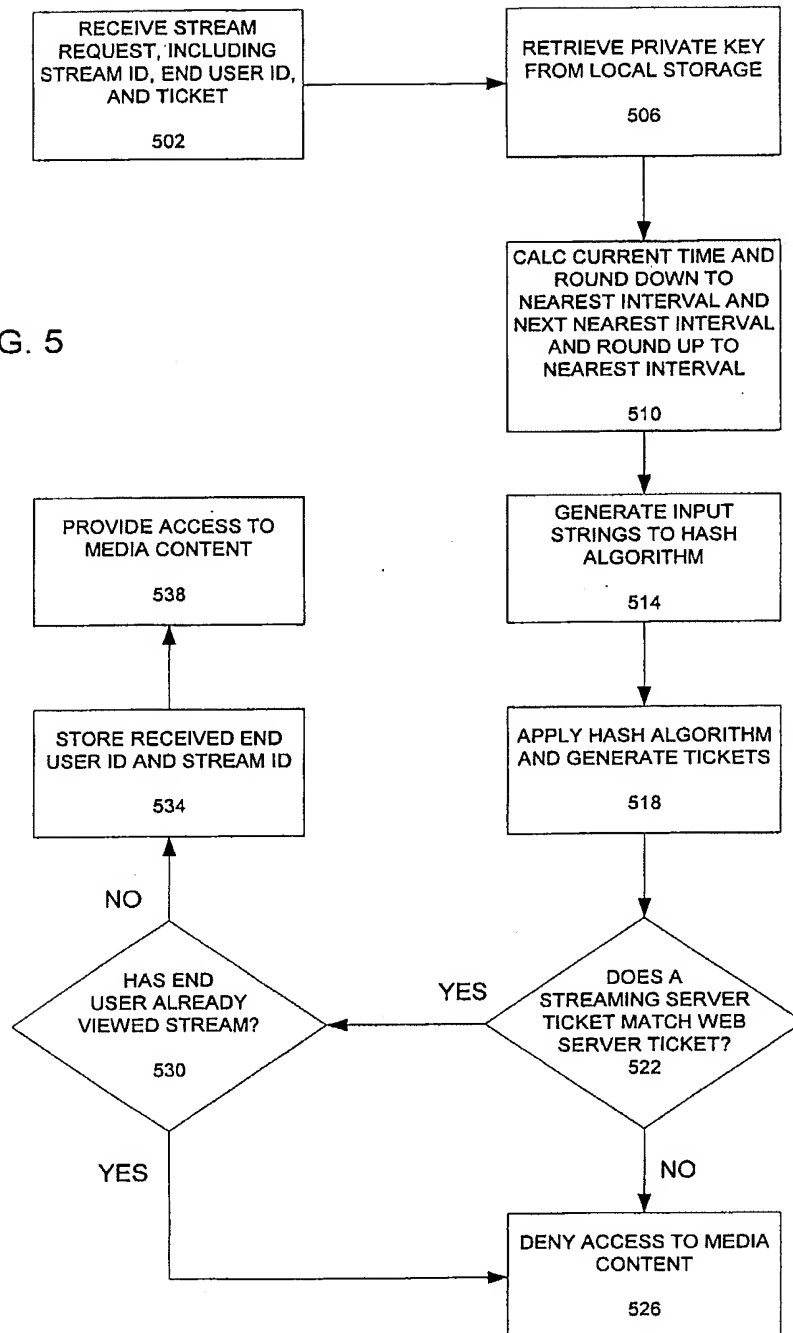 RECEIVE STREAM
REQUEST, INCLUDING
STREAM ID, END USER ID,
AND TICKET
502
RETRIEVE PRIVATE KEY
FROM LOCAL STORAGE
506
CALC CURRENT TIME AND
ROUND DOWN TO
NEAREST INTERVAL AND
NEXT NEAREST INTERVAL
AND ROUND UP TO
NEAREST INTERVAL
510
G. 5
GENERATE INPUT
STRINGS TO HASH
ALGORITHM
514
PROVIDE ACCESS TO
MEDIA CONTENT
538
APPLY HASH ALGORITHM
AND GENERATE TICKETS
518
STORE RECEIVED END
USER ID AND STREAM ID
534
NO
DOES A
STREAMING SERVER
TICKET MATCH WEB
SERVER TICKET?
522
YES
HAS END
USER ALREADY
VIEWED STREAM?
530
YES
NO
DENY ACCESS TO MEDIA
CONTENT
526